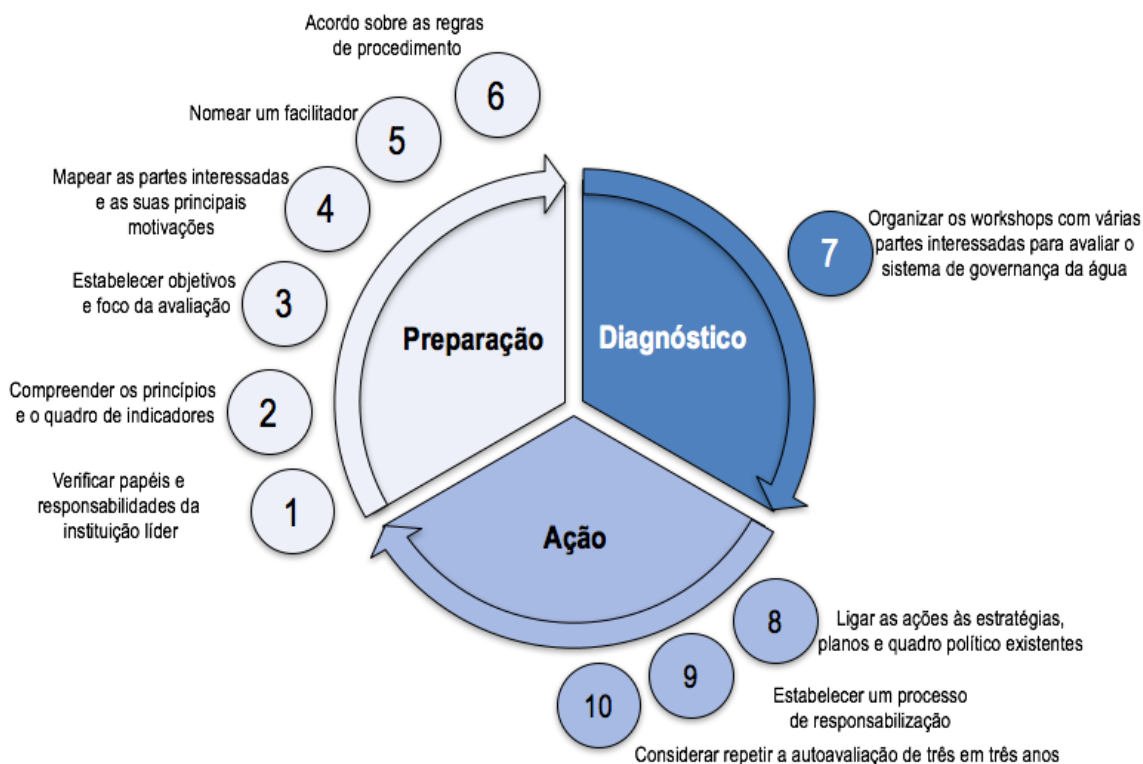 Acordo sobre as regras
de procedimento
6
Nomear um facilitador
5
Mapear as partes interessadas
e as suas principais
motivações
4
Estabelecer objetivos
e foco da avaliação
3
Compreender os princípios
e o quadro de indicadores
2
Verificar papéis e
responsabilidades da
instituição líder
1
Preparação
Diagnóstico
7
Organizar os workshops com várias
partes interessadas para avaliar o
sistema de governança da água
Ação
8
Ligar as ações às estratégias,
planos e quadro político existentes
9
Estabelecer um processo
de responsabilização
10
Considerar repetir a autoavaliação de três em três anos